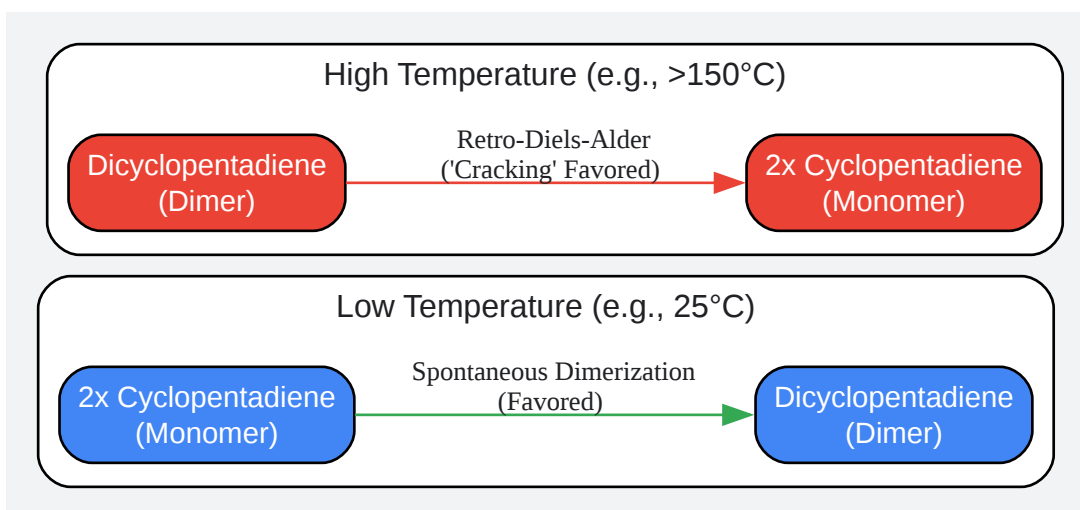 High Temperature (e.g., >150°C)
Dicyclopentadiene
(Dimer)
Retro-Diels-Alder
('Cracking' Favored)
2x Cyclopentadiene
(Monomer)
Low Temperature (e.g., 25°C)
2x Cyclopentadiene
(Monomer)
Spontaneous Dimerization
(Favored)
Dicyclopentadiene
(Dimer)